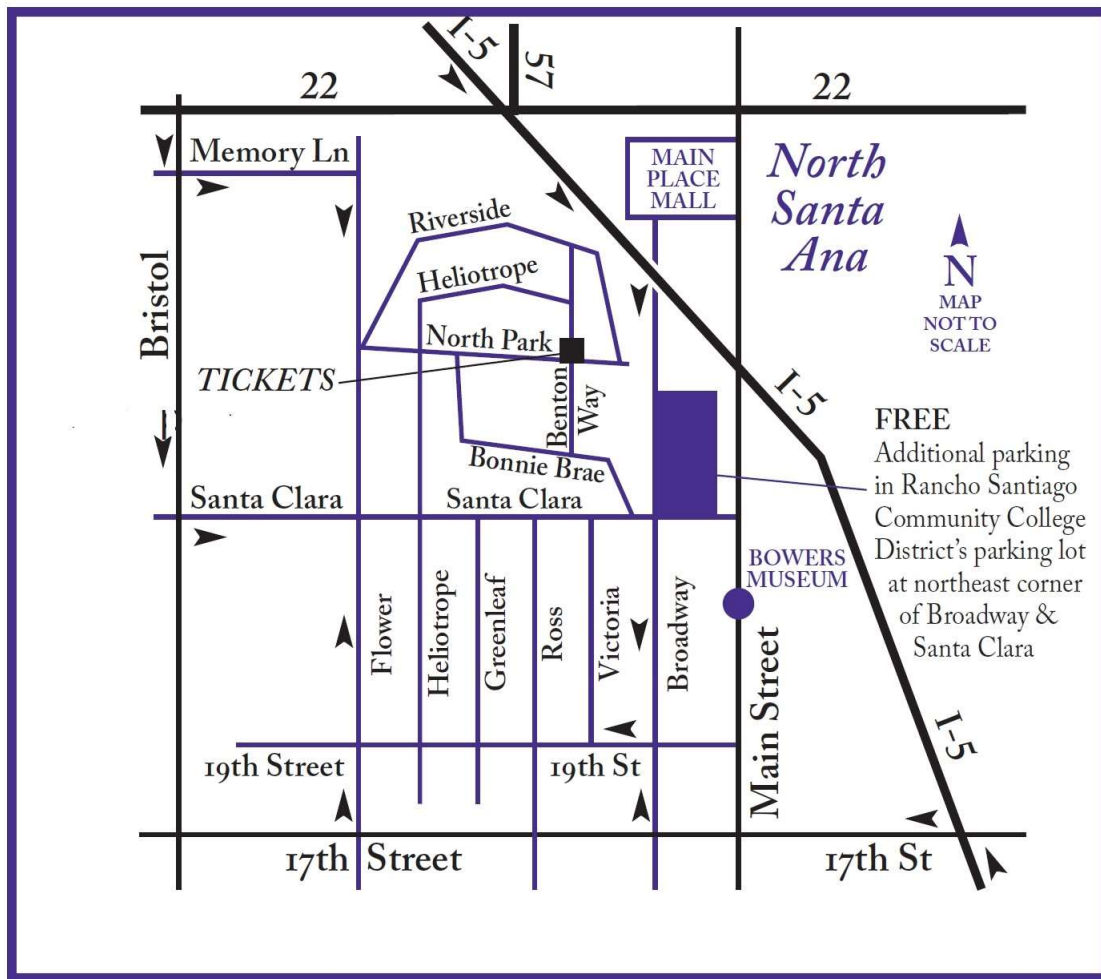 I-5
57
22
22
Memory Ln
MAIN
PLACE
MALL
North
Santa
Ana
N
MAP
NOT TO
SCALE
Riverside
Heliotrope
Bristol
North Park
TICKETS
Benton
Way
I-5
FREE
Additional parking
in Rancho Santiago
Community College
District's parking lot
at northeast corner
of Broadway &
Santa Clara
Bonnie Brae
Santa Clara
Santa Clara
BOWERS
MUSEUM
Flower
Heliotrope
Greenleaf
Ross
Victoria
Broadway
Main Street
I-5
19th Street
19th St
17th Street
17th St